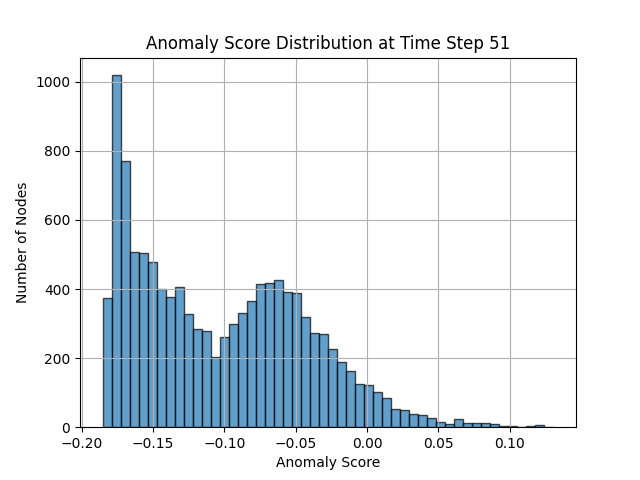 Anomaly Score Distribution at Time Step 51
Number of Nodes
1000
800
600
400
200
0
−0.20 −0.15 −0.10 −0.05 0.00 0.05 0.10
Anomaly Score